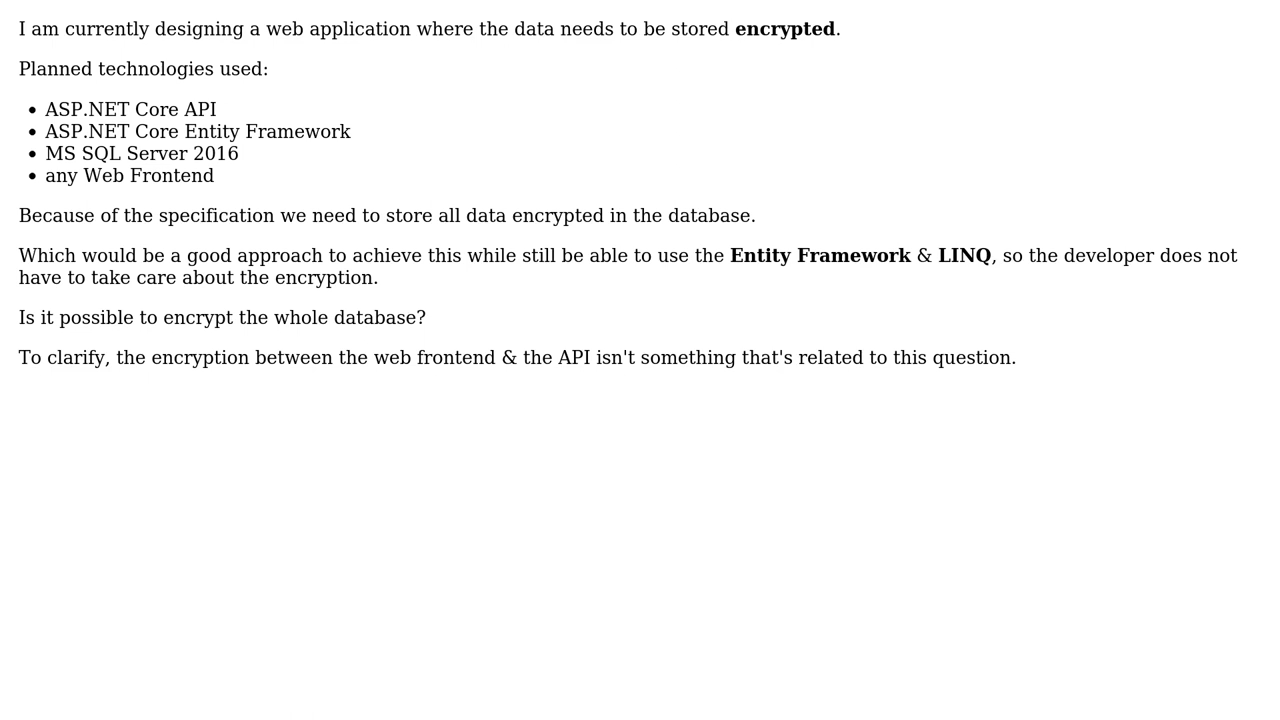 I am currently designing a web application where the data needs to be stored encrypted.
Planned technologies used:
• ASP.NET Core API
• ASP.NET Core Entity Framework
• MS SQL Server 2016
• any Web Frontend
Because of the specification we need to store all data encrypted in the database.
Which would be a good approach to achieve this while still be able to use the Entity Framework & LINQ, so the developer does not
have to take care about the encryption.
Is it possible to encrypt the whole database?
To clarify, the encryption between the web frontend & the API isn't something that's related to this question.